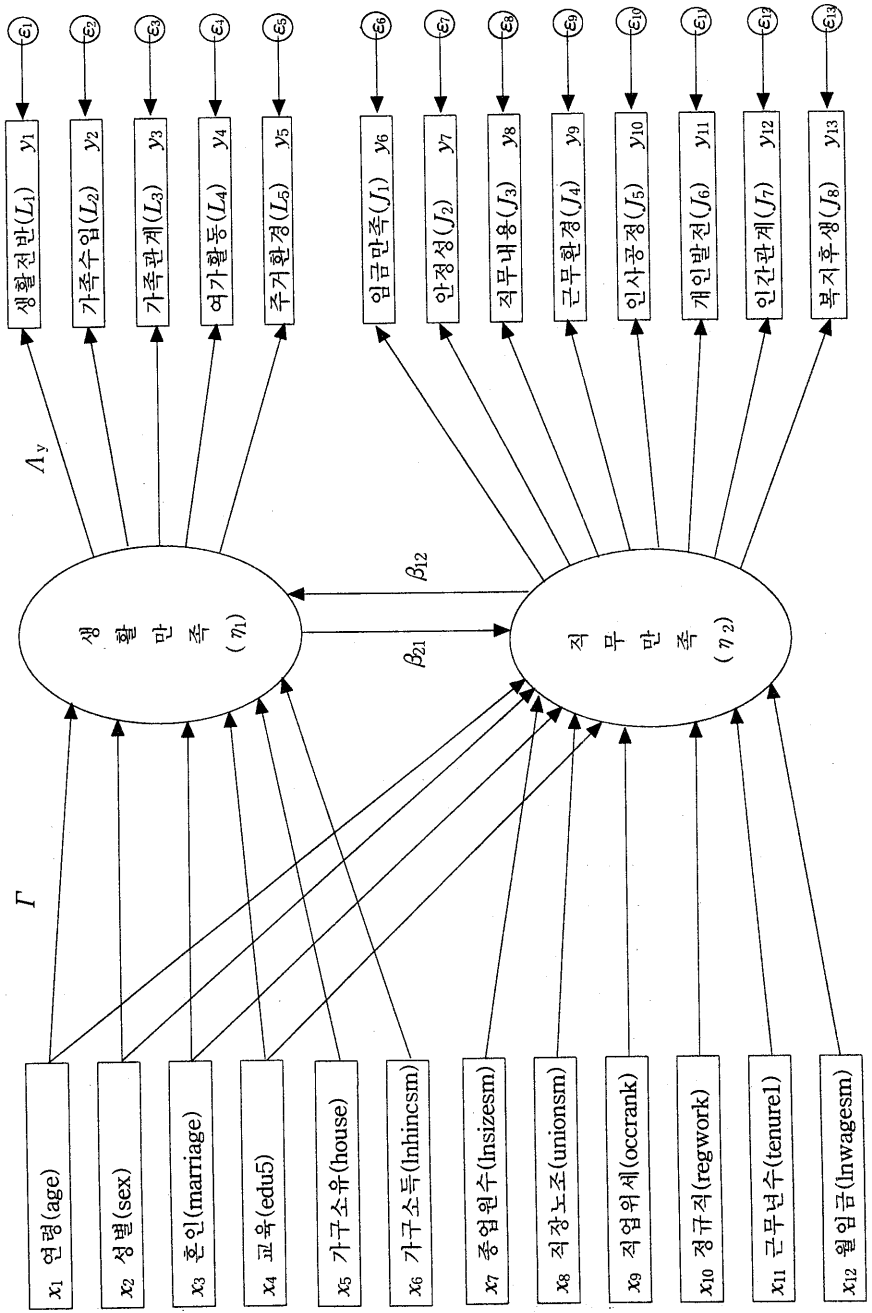 ε1
ε2
ε3
ε4
ε5
ε6
ε7
ε8
ε9
ε10
ε11
ε12
ε13
생활전반(L1) y1
가족수입(L2) y2
가족관계(L3) y3
여가활동(L4) y4
주거환경(L5) y5
임금만족(J1) y6
안정성(J2) y7
직무내용(J3) y8
근무환경(J4) y9
인사공정(J5) y10
개인발전(J6) y11
인간관계(J7) y12
복지후생(J8) y13
Λy
생활만족(η1)
β12
β21
직무만족(η2)
Γ
x1 연령(age)
x2 성별(sex)
x3 혼인(marriage)
x4 교육(edu5)
x5 가구소유(house)
x6 가구소득(lnhincsm)
x7 종업원수(lnsizesm)
x8 직장노조(unionsm)
x9 직업위세(occrank)
x10 정규직(regwork)
x11 근무년수(tenure1)
x12 월임금(lnwagesm)